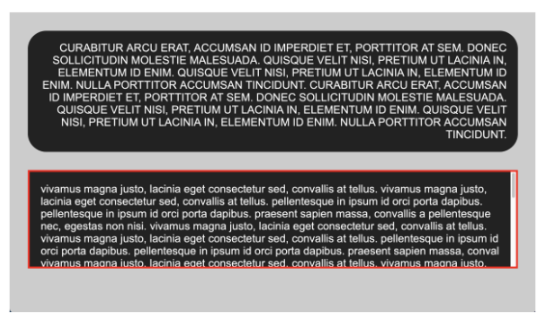 CURABITUR ARCU ERAT, ACCUMSAN ID IMPERDIET ET, PORTTITOR AT SEM. DONEC
SOLLICITUDIN MOLESTIE MALESUADA. QUISQUE VELIT NISI, PRETIUM UT LACINIA IN,
ELEMENTUM ID ENIM. QUISQUE VELIT NISI, PRETIUM UT LACINIA IN, ELEMENTUM ID
ENIM. NULLA PORTTITOR ACCUMSAN TINCIDUNT. CURABITUR ARCU ERAT, ACCUMSAN
ID IMPERDIET ET, PORTTITOR AT SEM. DONEC SOLLICITUDIN MOLESTIE MALESUADA.
QUISQUE VELIT NISI, PRETIUM UT LACINIA IN, ELEMENTUM ID ENIM. QUISQUE VELIT
NISI, PRETIUM UT LACINIA IN, ELEMENTUM ID ENIM. NULLA PORTTITOR ACCUMSAN
TINCIDUNT.
vivamus magna justo, lacinia eget consectetur sed, convallis at tellus. vivamus magna justo,
lacinia eget consectetur sed, convallis at tellus. pellentesque in ipsum id orci porta dapibus.
pellentesque in ipsum id orci porta dapibus. praesent sapien massa, convallis a pellentesque
nec, egestas non nisi. vivamus magna justo, lacinia eget consectetur sed, convallis at tellus.
vivamus magna justo, lacinia eget consectetur sed, convallis at tellus. pellentesque in ipsum id
orci porta dapibus. pellentesque in ipsum id orci porta dapibus. praesent sapien massa, conval
vivamus magna justo, lacinia eget consectetur sed, convallis at tellus. vivamus magna justo,